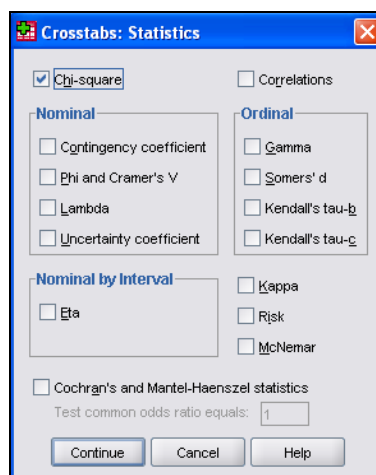 Crosstabs: Statistics
Chi-square
Correlations
Nominal
Contingency coefficient
Phi and Cramer's V
Lambda
Uncertainty coefficient
Ordinal
Gamma
Somers' d
Kendall's tau-b
Kendall's tau-c
Nominal by Interval
Eta
Kappa
Risk
McNemar
Cochran's and Mantel-Haenszel statistics
Test common odds ratio equals: 1
Continue Cancel Help